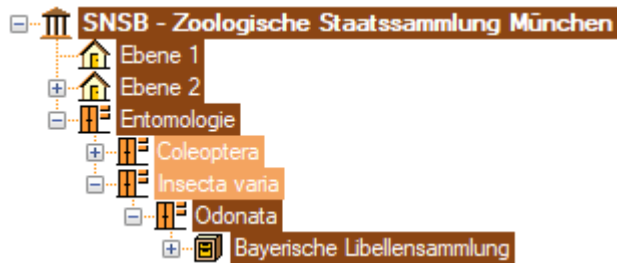 SNSB - Zoologische Staatssammlung München
Ebene 1
Ebene 2
Entomologie
Coleoptera
Insecta varia
Odonata
Bayerische Libellensammlung